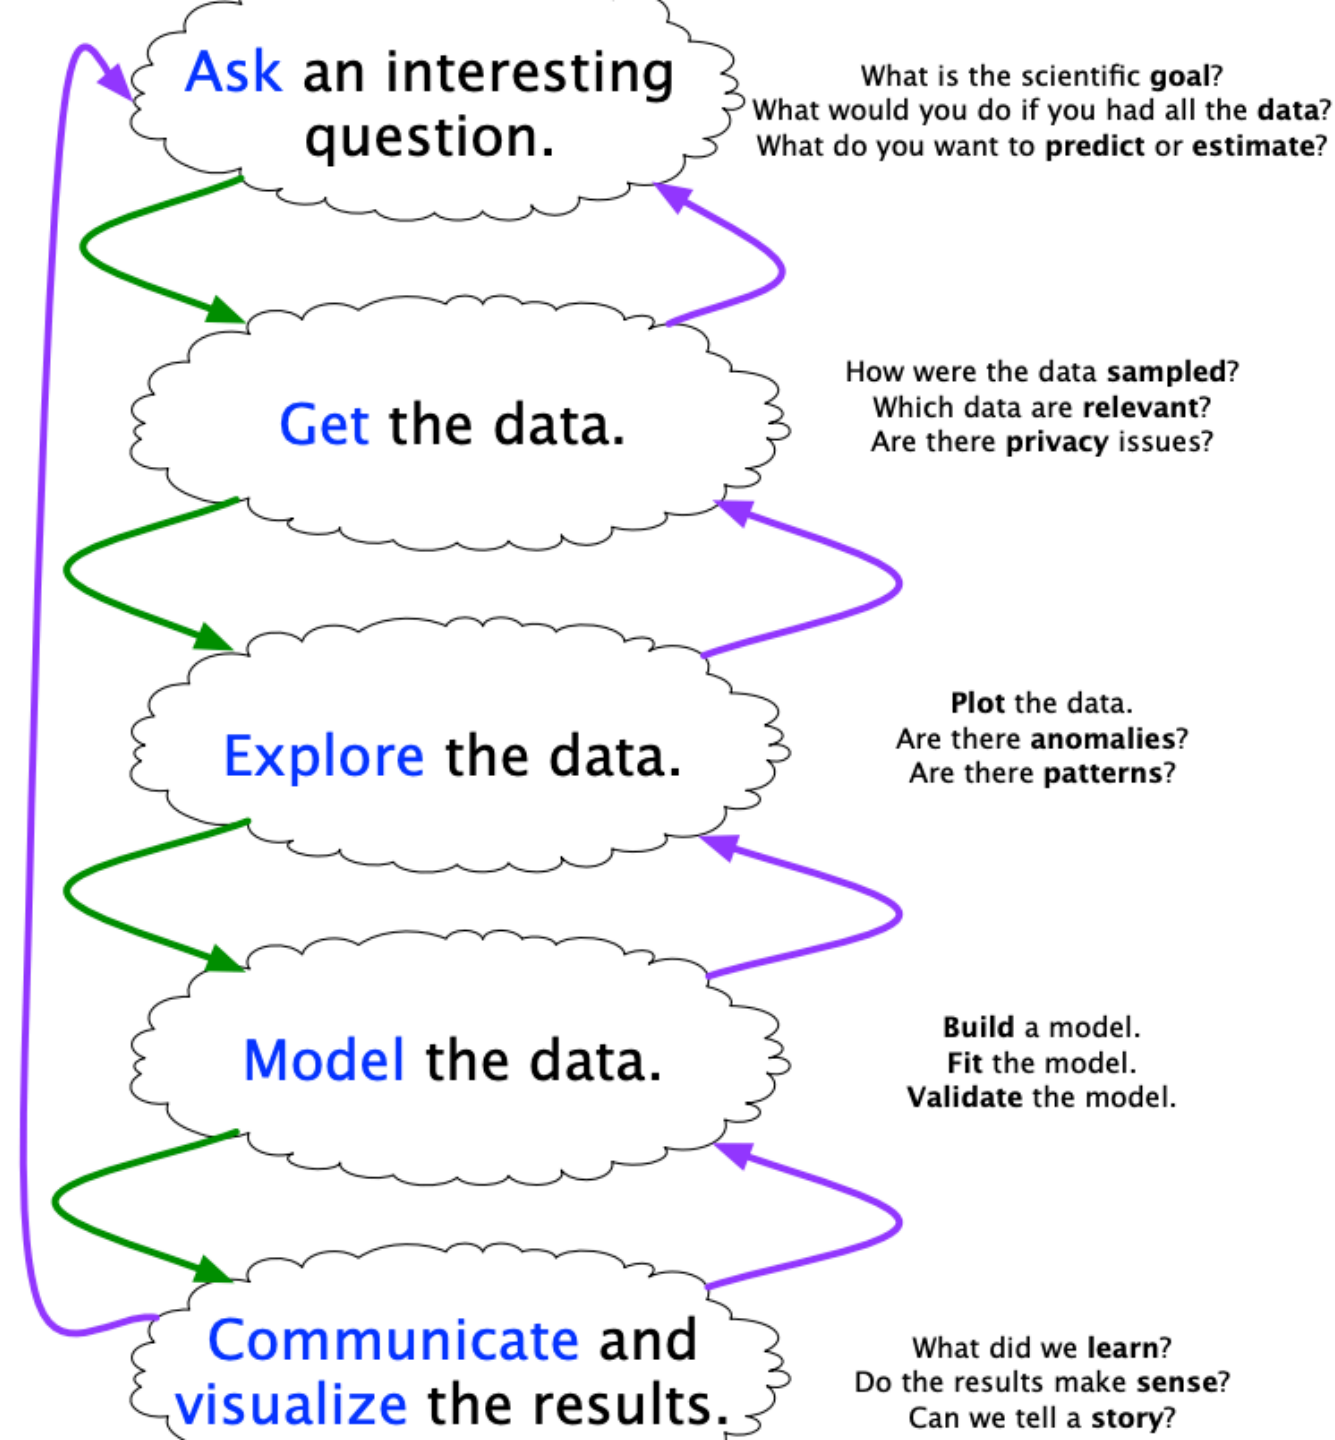 Ask an interesting
question.
What is the scientific goal?
What would you do if you had all the data?
What do you want to predict or estimate?
Get the data.
How were the data sampled?
Which data are relevant?
Are there privacy issues?
Explore the data.
Plot the data.
Are there anomalies?
Are there patterns?
Model the data.
Build a model.
Fit the model.
Validate the model.
Communicate and
visualize the results.
What did we learn?
Do the results make sense?
Can we tell a story?